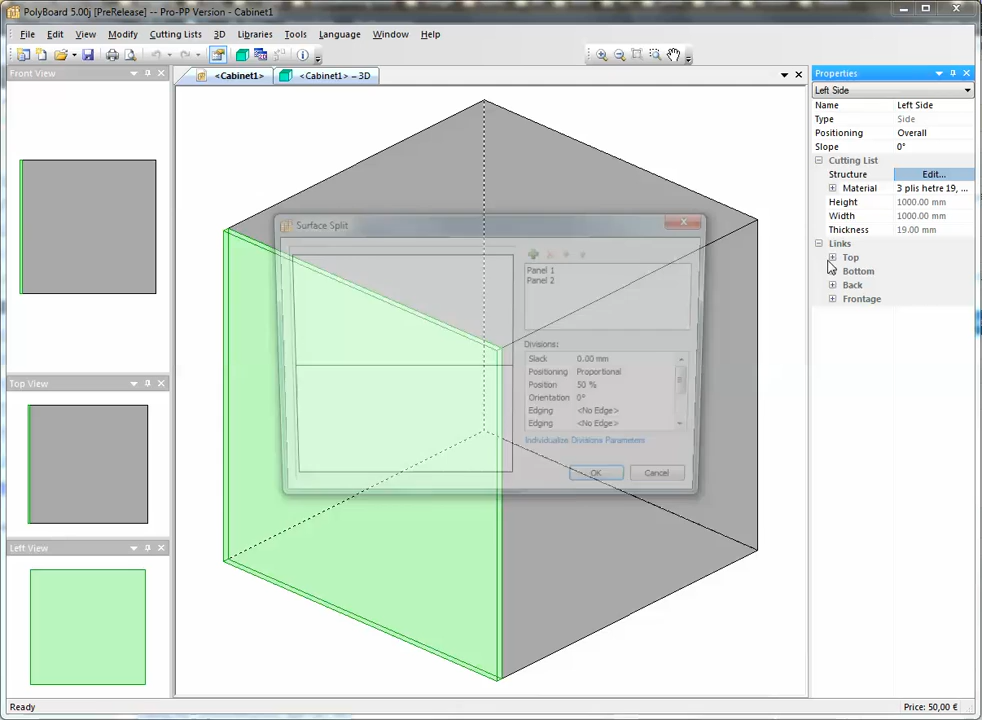 PolyBoard 5.00j [PreRelease] -- Pro-PP Version - Cabinet1
File Edit View Modify Cutting Lists 3D Libraries Tools Language Window Help
Front View
<Cabinet1>
<Cabinet1> – 3D
Properties
Left Side
Name Left Side
Type Side
Positioning Overall
Slope 0°
Cutting List
Structure Edit...
Material 3 plis hetre 19, ...
Height 1000.00 mm
Width 1000.00 mm
Thickness 19.00 mm
Links
Top
Bottom
Back
Frontage
Surface Split
Panel 1
Panel 2
Divisions:
Slack 0.00 mm
Positioning Proportional
Position 50 %
Orientation 0°
Edging <No Edge>
Edging <No Edge>
Individualize Divisions Parameters
OK Cancel
Top View
Left View
Ready
Price: 50,00 €